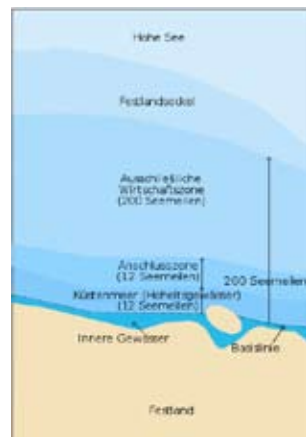 Hohe See
Festlandsockel
Ausschließliche
Wirtschaftszone
(200 Seemeilen)
Anschlusszone
(12 Seemeilen)
200 Seemeilen
Küstenmeer (Hoheitsgewässer)
(12 Seemeilen)
Innere Gewässer
Basislinie
Festland